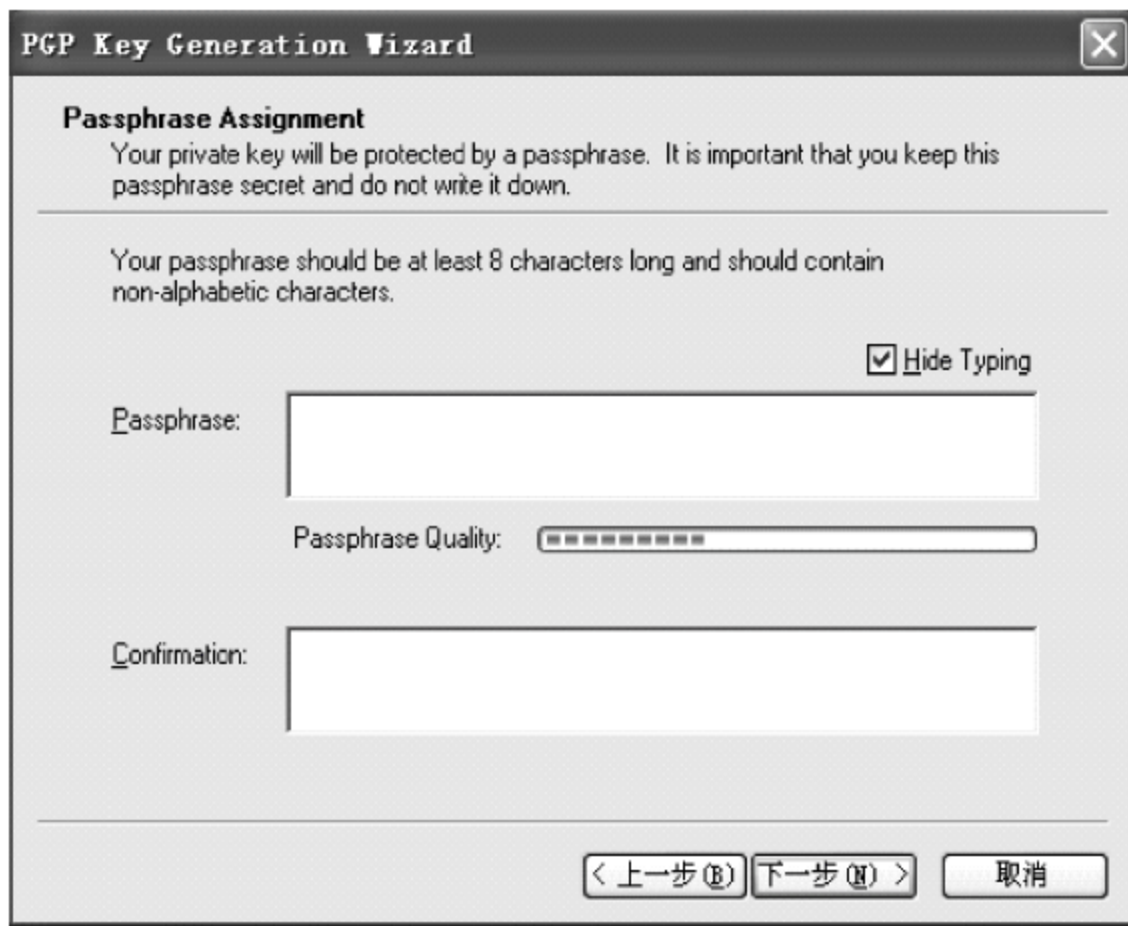 PGP Key Generation Wizard
Passphrase Assignment
Your private key will be protected by a passphrase. It is important that you keep this
passphrase secret and do not write it down.
Your passphrase should be at least 8 characters long and should contain
non-alphabetic characters.
Hide Typing
Passphrase:
Passphrase Quality:
Confirmation:
< 上一步(B) 下一步(N) > 取消